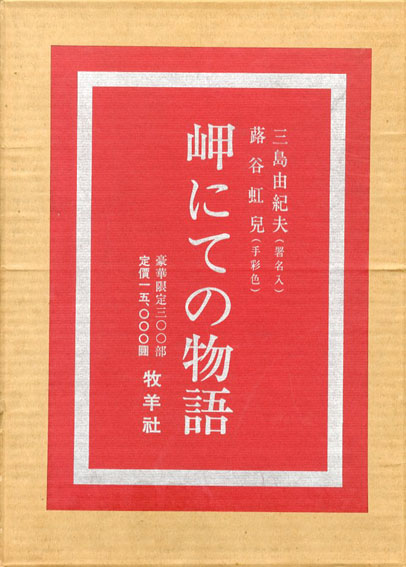 三島由紀夫(署名入)
蕗谷虹兒(手彩色)
岬にての物語
豪華限定三〇〇部
定價一五、〇〇〇圓
牧羊社